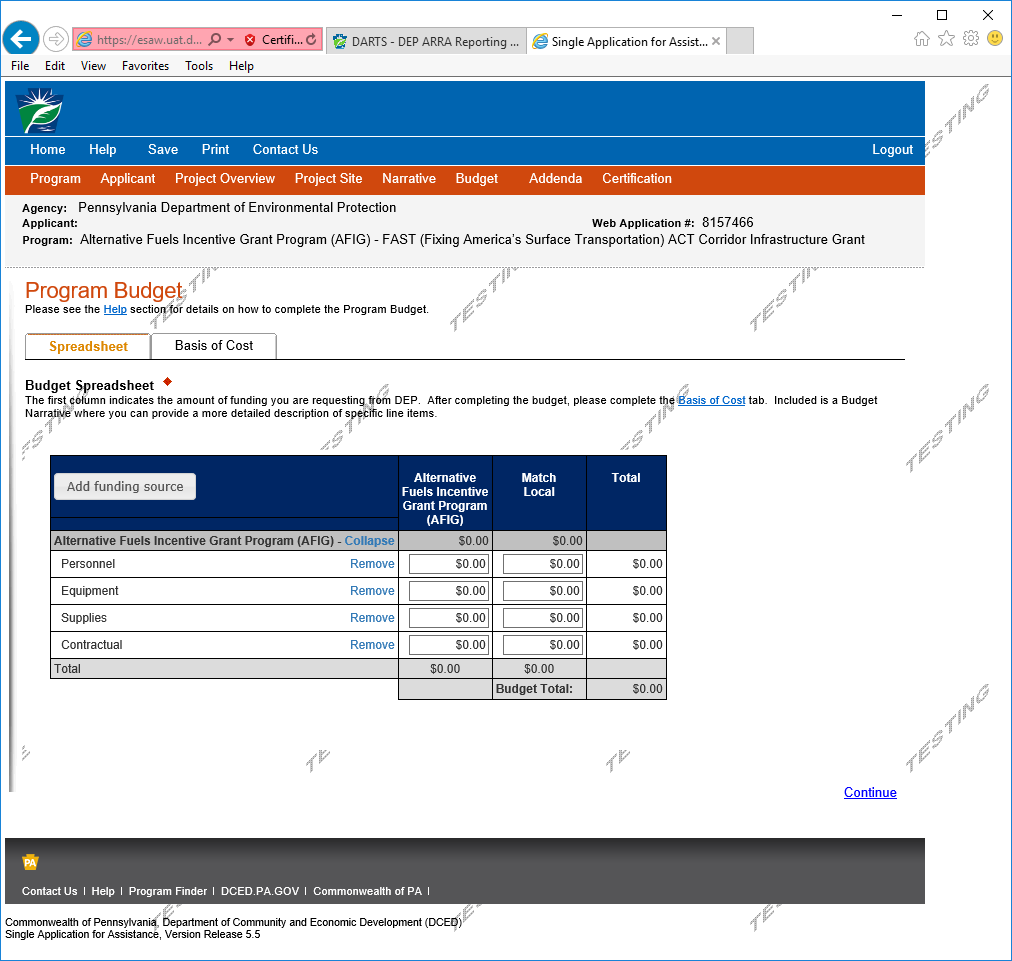 https://esaw.uat.d... Certifi... DARTS - DEP ARRA Reporting ... Single Application for Assist...
File Edit View Favorites Tools Help
Home Help Save Print Contact Us Logout
Program Applicant Project Overview Project Site Narrative Budget Addenda Certification
Agency: Pennsylvania Department of Environmental Protection
Applicant: Web Application #: 8157466
Program: Alternative Fuels Incentive Grant Program (AFIG) - FAST (Fixing America's Surface Transportation) ACT Corridor Infrastructure Grant
TESTING
Program Budget
Please see the Help section for details on how to complete the Program Budget.
Spreadsheet Basis of Cost
Budget Spreadsheet
The first column indicates the amount of funding you are requesting from DEP. After completing the budget, please complete the Basis of Cost tab. Included is a Budget
Narrative where you can provide a more detailed description of specific line items.
TESTING
Add funding source
Alternative
Fuels Incentive
Grant Program
(AFIG)
Match
Local
Total
Alternative Fuels Incentive Grant Program (AFIG) - Collapse $0.00 $0.00
Personnel Remove $0.00 $0.00 $0.00
Equipment Remove $0.00 $0.00 $0.00
Supplies Remove $0.00 $0.00 $0.00
Contractual Remove $0.00 $0.00 $0.00
Total $0.00 $0.00
Budget Total: $0.00
TESTING
Continue
PA
Contact Us | Help | Program Finder | DCED.PA.GOV | Commonwealth of PA |
Commonwealth of Pennsylvania, Department of Community and Economic Development (DCED)
Single Application for Assistance, Version Release 5.5